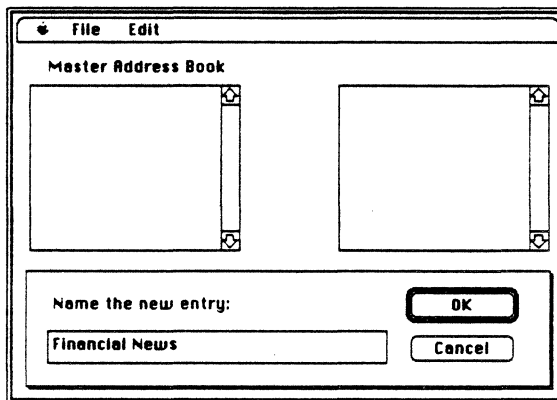 File Edit
Master Address Book
Name the new entry:
OK
Financial News
Cancel